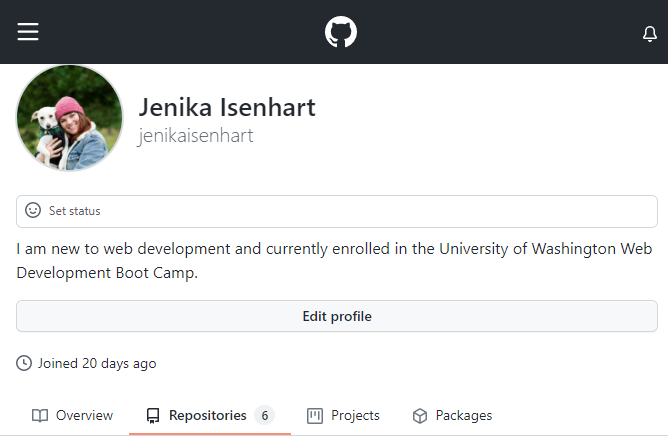 Jenika Isenhart
jenikaisenhart
Set status
I am new to web development and currently enrolled in the University of Washington Web
Development Boot Camp.
Edit profile
Joined 20 days ago
Overview Repositories 6 Projects Packages